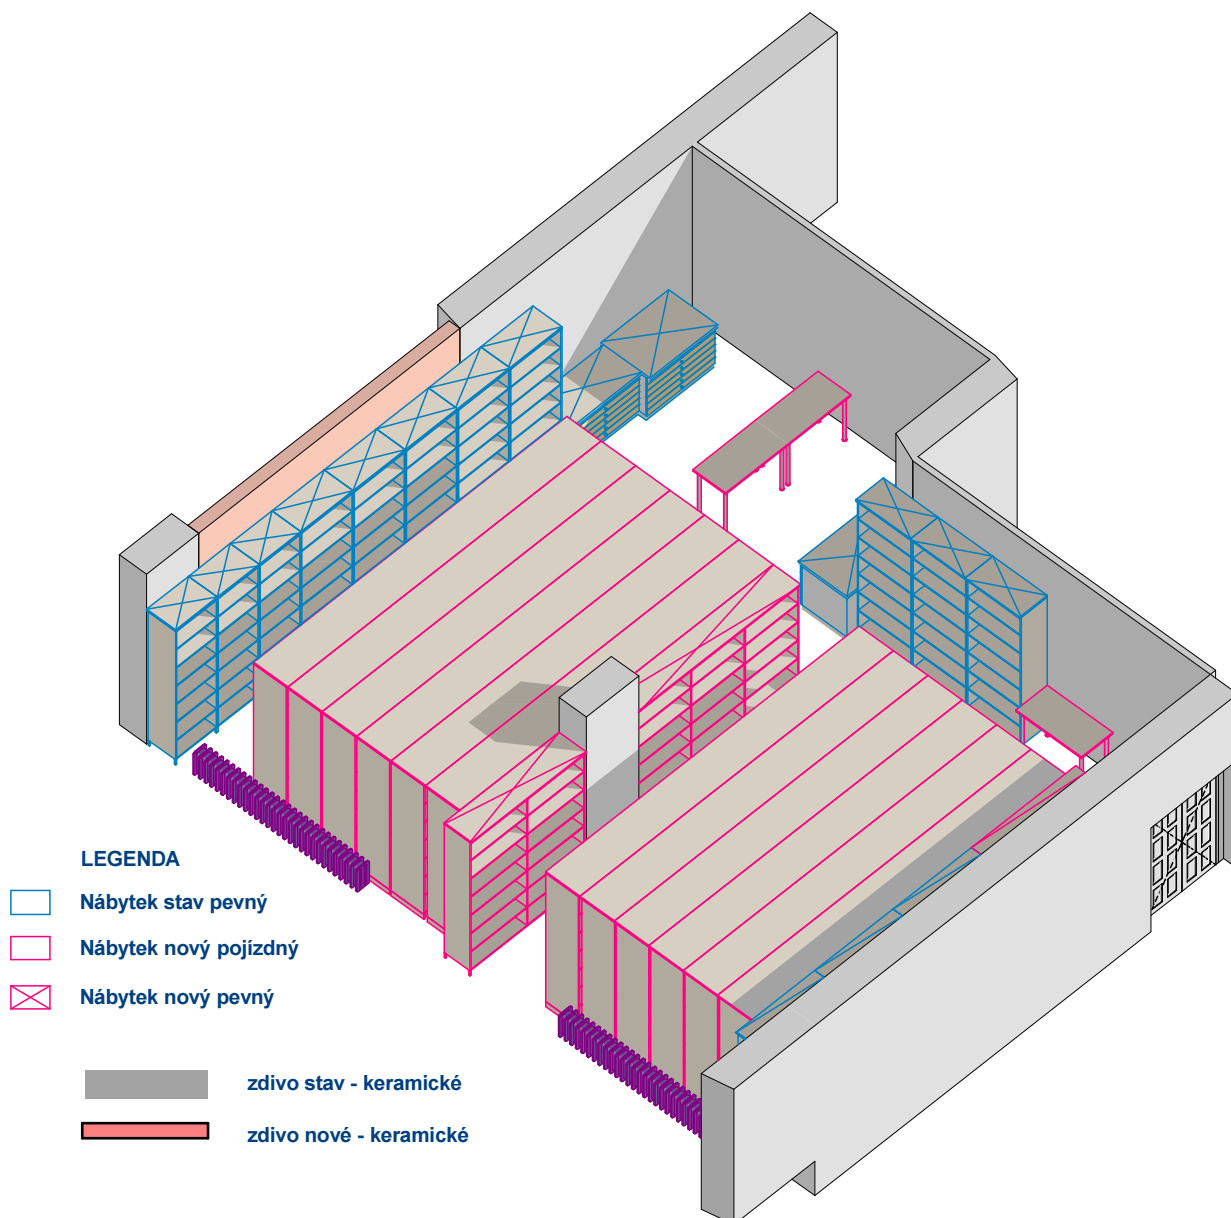 LEGENDA
Nábytek stav pevný
Nábytek nový pojízdný
Nábytek nový pevný
zdivo stav - keramické
zdivo nové - keramické